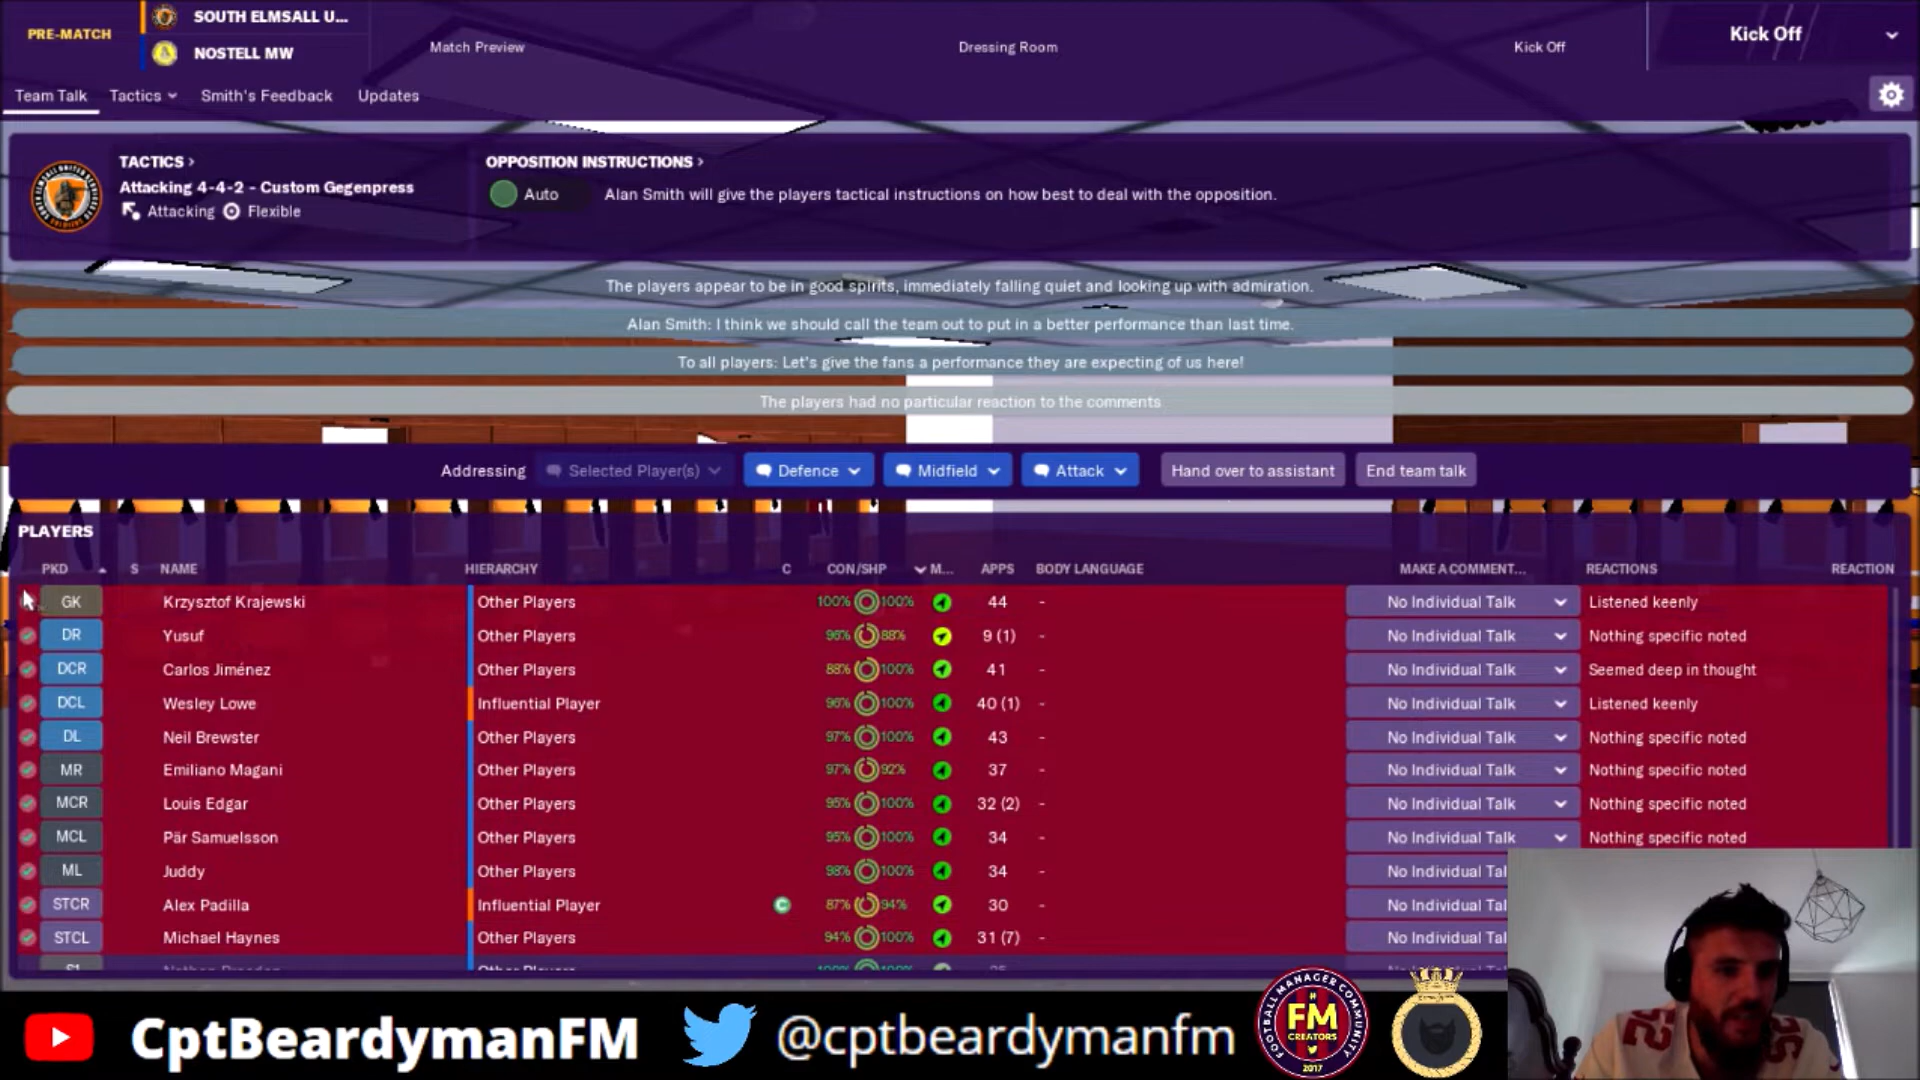 PRE-MATCH
SOUTH ELMSALL U...
NOSTELL MW
Match Preview
Dressing Room
Kick Off
Kick Off
Team Talk
Tactics
Smith's Feedback
Updates
TACTICS >
Attacking 4-4-2 - Custom Gegenpress
Attacking
Flexible
OPPOSITION INSTRUCTIONS >
Auto
Alan Smith will give the players tactical instructions on how best to deal with the opposition.
The players appear to be in good spirits, immediately falling quiet and looking up with admiration.
Alan Smith: I think we should call the team out to put in a better performance than last time.
To all players: Let's give the fans a performance they are expecting of us here!
The players had no particular reaction to the comments
Addressing
Selected Player(s)
Defence
Midfield
Attack
Hand over to assistant
End team talk
PLAYERS
PKD S NAME HIERARCHY C CON/SHP M... APPS BODY LANGUAGE MAKE A COMMENT... REACTIONS REACTION
GK Krzysztof Krajewski Other Players 100% 100% 44 - No Individual Talk Listened keenly
DR Yusuf Other Players 96% 88% 9 (1) - No Individual Talk Nothing specific noted
DCR Carlos Jiménez Other Players 88% 100% 41 - No Individual Talk Seemed deep in thought
DCL Wesley Lowe Influential Player 96% 100% 40 (1) - No Individual Talk Listened keenly
DL Neil Brewster Other Players 97% 100% 43 - No Individual Talk Nothing specific noted
MR Emiliano Magani Other Players 97% 92% 37 - No Individual Talk Nothing specific noted
MCR Louis Edgar Other Players 95% 100% 32 (2) - No Individual Talk Nothing specific noted
MCL Pär Samuelsson Other Players 95% 100% 34 - No Individual Talk Nothing specific noted
ML Juddy Other Players 98% 100% 34 - No Individual Tal
STCR Alex Padilla Influential Player C 87% 94% 30 - No Individual Tal
STCL Michael Haynes Other Players 94% 100% 31 (7) - No Individual Tal
CptBeardymanFM
@cptbeardymanfm
FOOTBALL MANAGER COMMUNITY
#
FM
CREATORS
2017